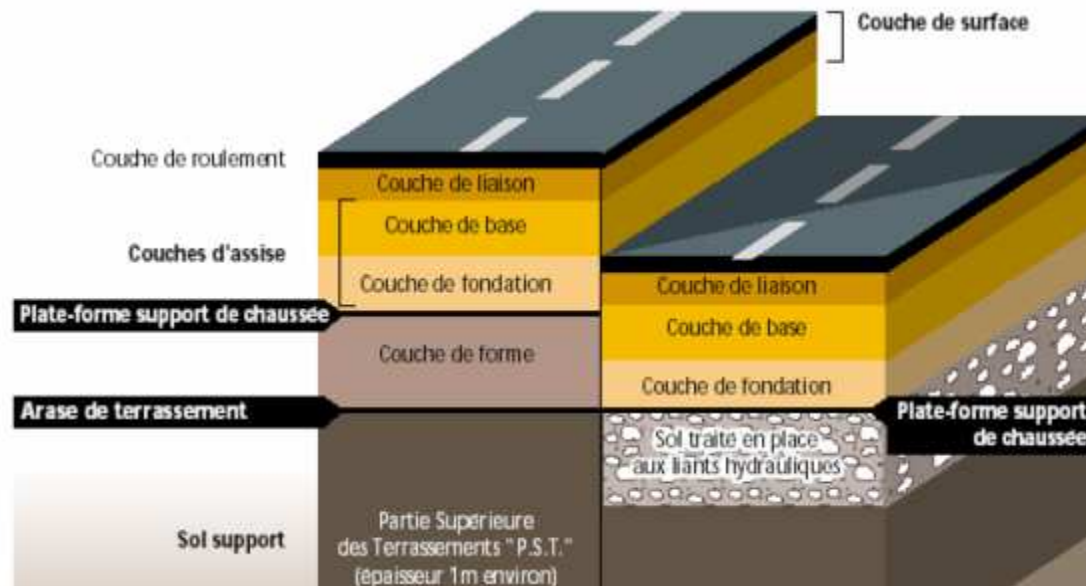 Couche de surface
Couche de roulement
Couche de liaison
Couche de base
Couches d'assise
Couche de fondation
Couche de liaison
Plate-forme support de chaussée
Couche de base
Couche de forme
Couche de fondation
Arase de terrassement
Plate-forme support
de chaussée
Sol traité en place
aux liants hydrauliques
Sol support
Partie Supérieure
des Terrassements "P.S.T."
(épaisseur 1m environ)